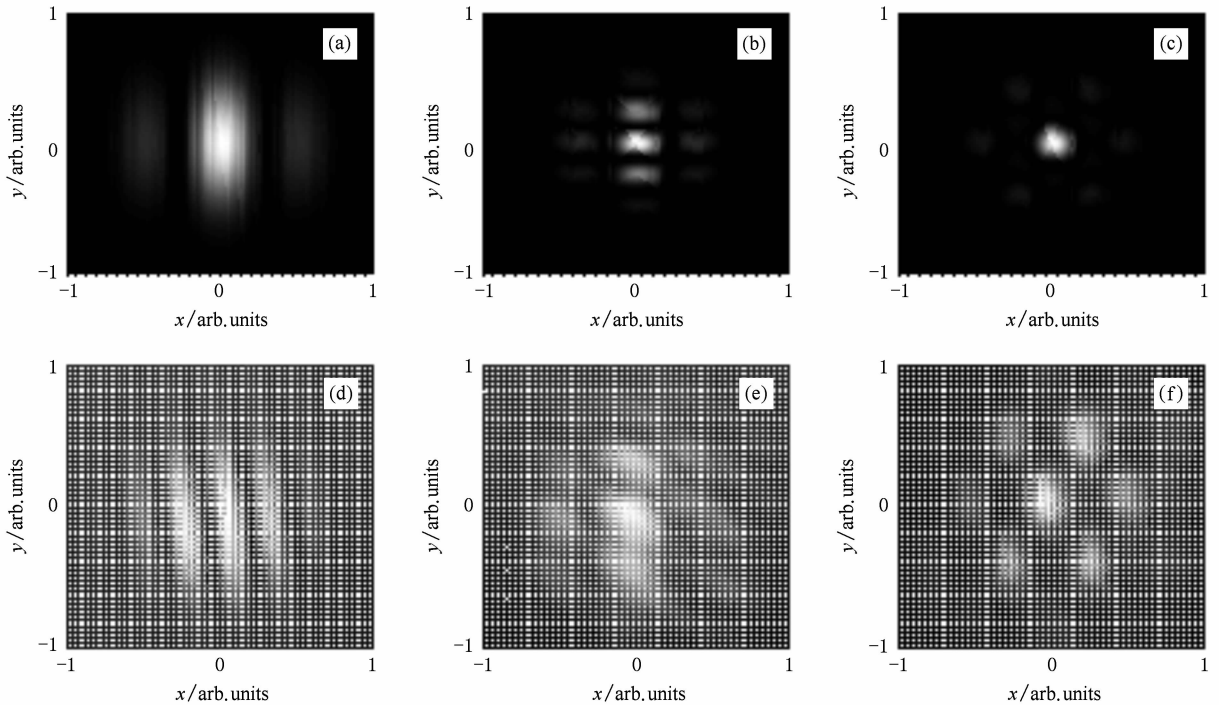 1
(a)
y/arb.units
0
−1
−1
0
1
x/arb.units
1
(b)
y/arb.units
0
−1
−1
0
1
x/arb.units
1
(c)
y/arb.units
0
−1
−1
0
1
x/arb.units
1
(d)
y/arb.units
0
−1
−1
0
1
x/arb.units
1
(e)
y/arb.units
0
−1
−1
0
1
x/arb.units
1
(f)
y/arb.units
0
−1
−1
0
1
x/arb.units